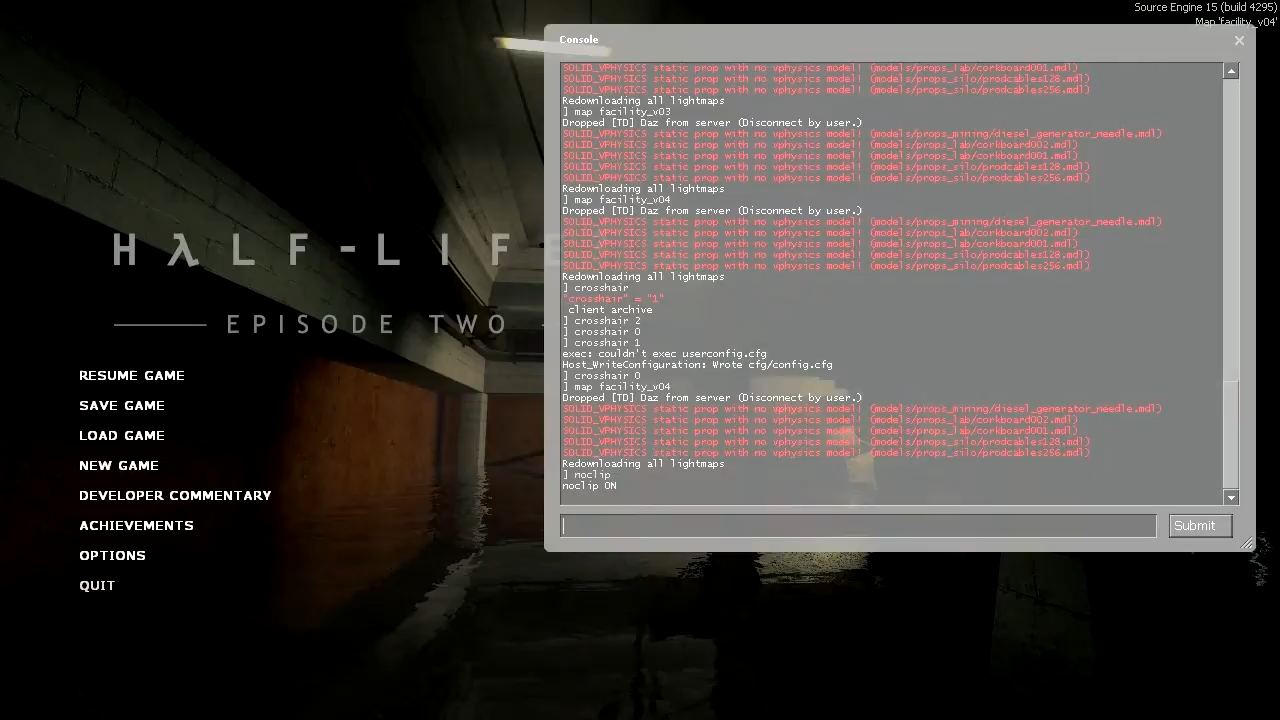 Source Engine 15 (build 4295)
Map 'facility_v04'
Console
SOLID_VPHYSICS static prop with no vphysics model! (models/props_lab/corkboard001.mdl)
SOLID_VPHYSICS static prop with no vphysics model! (models/props_silo/prodcables128.mdl)
SOLID_VPHYSICS static prop with no vphysics model! (models/props_silo/prodcables256.mdl)
Redownloading all lightmaps
] map facility_v03
Dropped [TD] Daz from server (Disconnect by user.)
SOLID_VPHYSICS static prop with no vphysics model! (models/props_mining/diesel_generator_needle.mdl)
SOLID_VPHYSICS static prop with no vphysics model! (models/props_lab/corkboard002.mdl)
SOLID_VPHYSICS static prop with no vphysics model! (models/props_lab/corkboard001.mdl)
SOLID_VPHYSICS static prop with no vphysics model! (models/props_silo/prodcables128.mdl)
SOLID_VPHYSICS static prop with no vphysics model! (models/props_silo/prodcables256.mdl)
Redownloading all lightmaps
] map facility_v04
Dropped [TD] Daz from server (Disconnect by user.)
SOLID_VPHYSICS static prop with no vphysics model! (models/props_mining/diesel_generator_needle.mdl)
SOLID_VPHYSICS static prop with no vphysics model! (models/props_lab/corkboard002.mdl)
SOLID_VPHYSICS static prop with no vphysics model! (models/props_lab/corkboard001.mdl)
SOLID_VPHYSICS static prop with no vphysics model! (models/props_silo/prodcables128.mdl)
SOLID_VPHYSICS static prop with no vphysics model! (models/props_silo/prodcables256.mdl)
Redownloading all lightmaps
] crosshair
"crosshair" = "1"
client archive
] crosshair 2
] crosshair 0
] crosshair 1
exec: couldn't exec userconfig.cfg
Host_WriteConfiguration: Wrote cfg/config.cfg
] crosshair 0
] map facility_v04
Dropped [TD] Daz from server (Disconnect by user.)
SOLID_VPHYSICS static prop with no vphysics model! (models/props_mining/diesel_generator_needle.mdl)
SOLID_VPHYSICS static prop with no vphysics model! (models/props_lab/corkboard002.mdl)
SOLID_VPHYSICS static prop with no vphysics model! (models/props_lab/corkboard001.mdl)
SOLID_VPHYSICS static prop with no vphysics model! (models/props_silo/prodcables128.mdl)
SOLID_VPHYSICS static prop with no vphysics model! (models/props_silo/prodcables256.mdl)
Redownloading all lightmaps
] noclip
noclip ON
Submit
HλLF-LIFE
EPISODE TWO
RESUME GAME
SAVE GAME
LOAD GAME
NEW GAME
DEVELOPER COMMENTARY
ACHIEVEMENTS
OPTIONS
QUIT